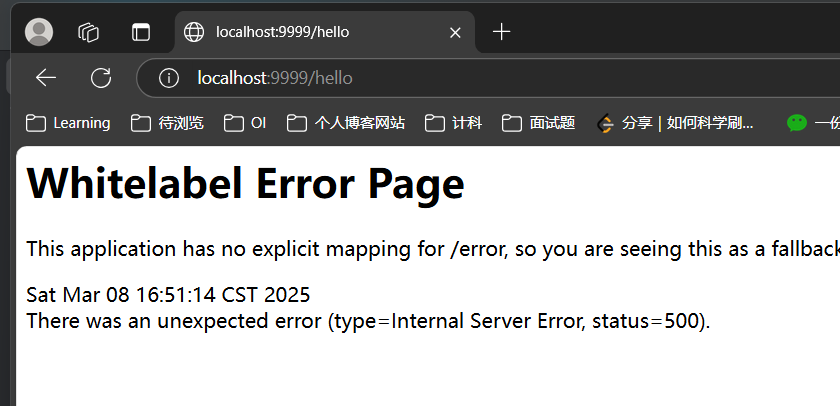 localhost:9999/hello
localhost:9999/hello
Learning 待浏览 OI 个人博客网站 计科 面试题 分享 | 如何科学刷... 一份
Whitelabel Error Page
This application has no explicit mapping for /error, so you are seeing this as a fallback
Sat Mar 08 16:51:14 CST 2025
There was an unexpected error (type=Internal Server Error, status=500).